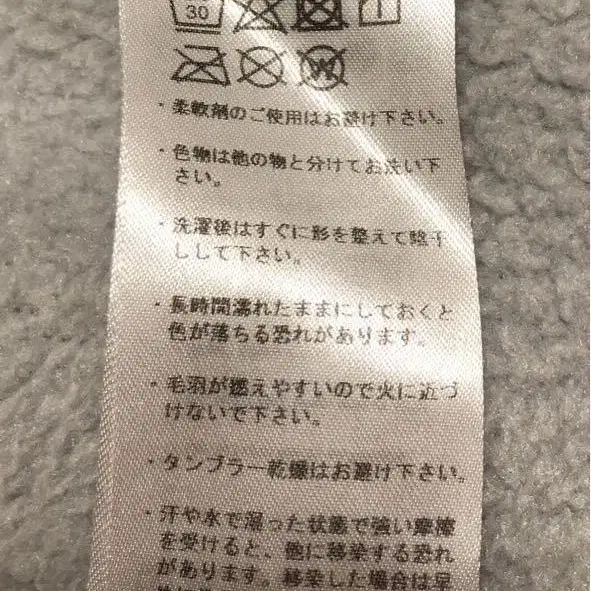 30
W
・柔軟剤のご使用はお避け下さい。
・色物は他の物と分けてお洗い下
さい。
・洗濯後はすぐに形を整えて陰干
しして下さい。
・長時間濡れたままにしておくと
色が落ちる恐れがあります。
・毛羽が燃えやすいので火に近づ
けないで下さい。
・タンブラー乾燥はお避け下さい。
・汗や水で湿った状態で強い摩擦
を受けると、他に移染する恐れ
があります。移染した場合は早